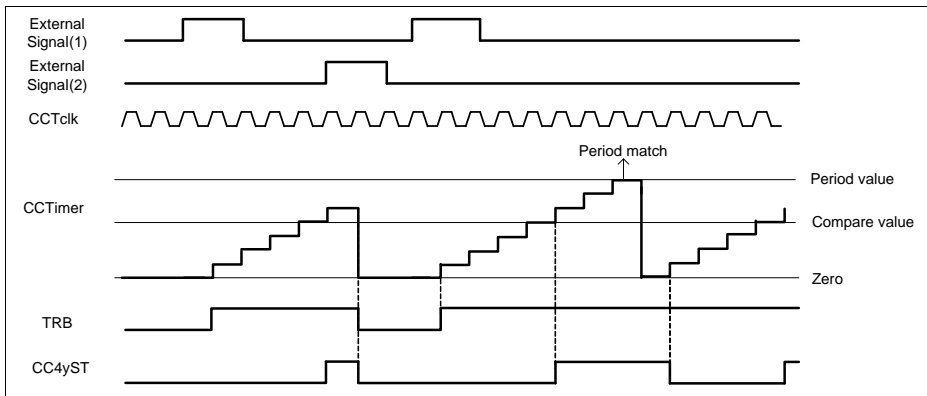 External
Signal(1)
External
Signal(2)
CCTclk
Period match
Period value
CCTimer
Compare value
Zero
TRB
CC4yST